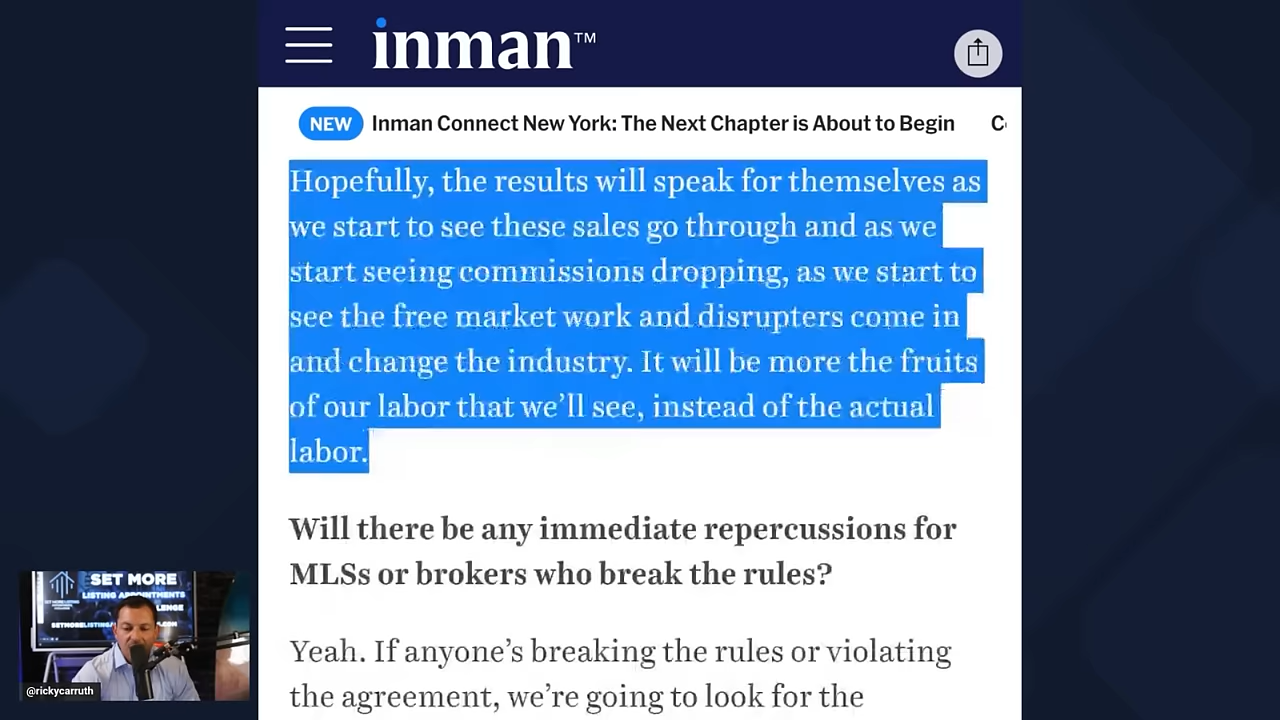 inman™
NEW Inman Connect New York: The Next Chapter is About to Begin
Hopefully, the results will speak for themselves as
we start to see these sales go through and as we
start seeing commissions dropping, as we start to
see the free market work and disrupters come in
and change the industry. It will be more the fruits
of our labor that we’ll see, instead of the actual
labor.
Will there be any immediate repercussions for
MLSs or brokers who break the rules?
Yeah. If anyone’s breaking the rules or violating
the agreement, we’re going to look for the
SET MORE
LISTING APPOINTMENTS
@rickycarruth